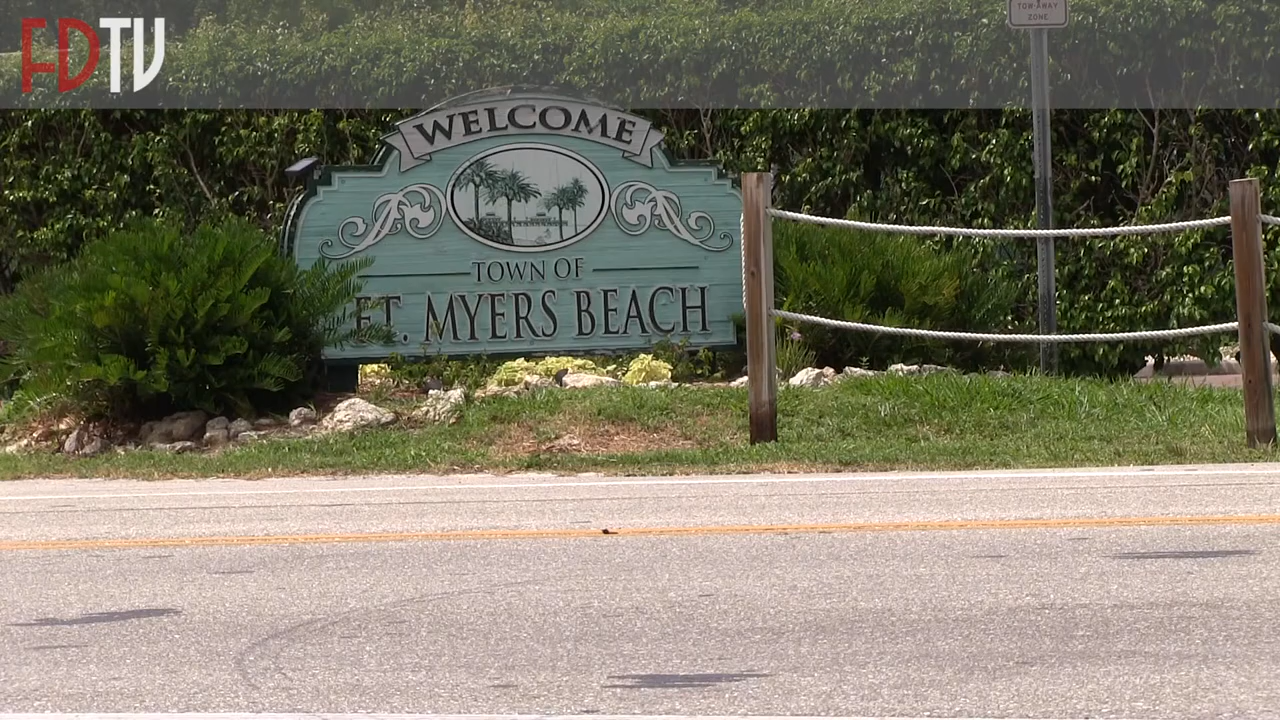 FDTV
TOW-AWAY
ZONE
WELCOME
TOWN OF
FT. MYERS BEACH